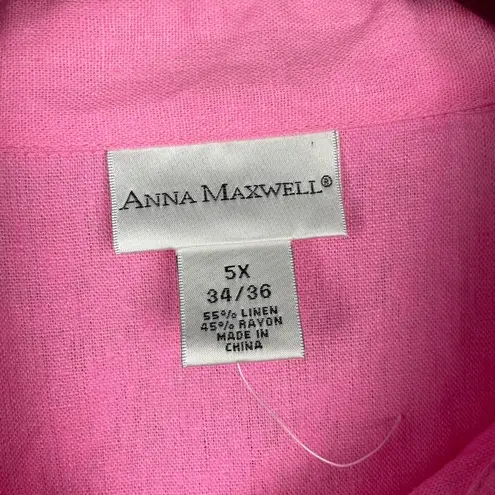 ANNA MAXWELL®
5X
34/36
55% LINEN
45% RAYON
MADE IN
CHINA